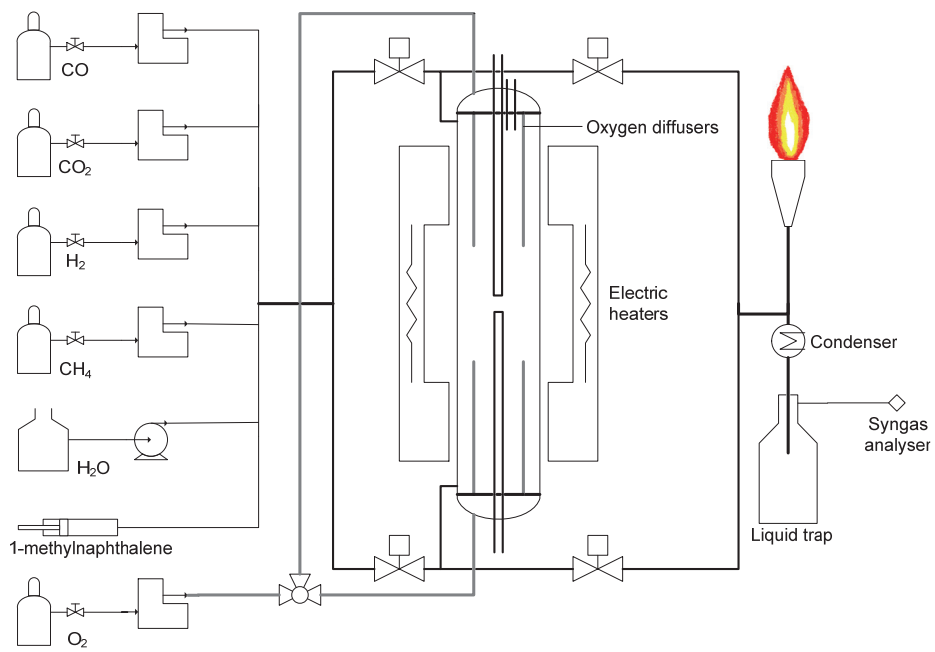 CO
CO₂
H₂
CH₄
H₂O
1-methylnaphthalene
O₂
Oxygen diffusers
Electric
heaters
Condenser
Syngas
analyser
Liquid trap